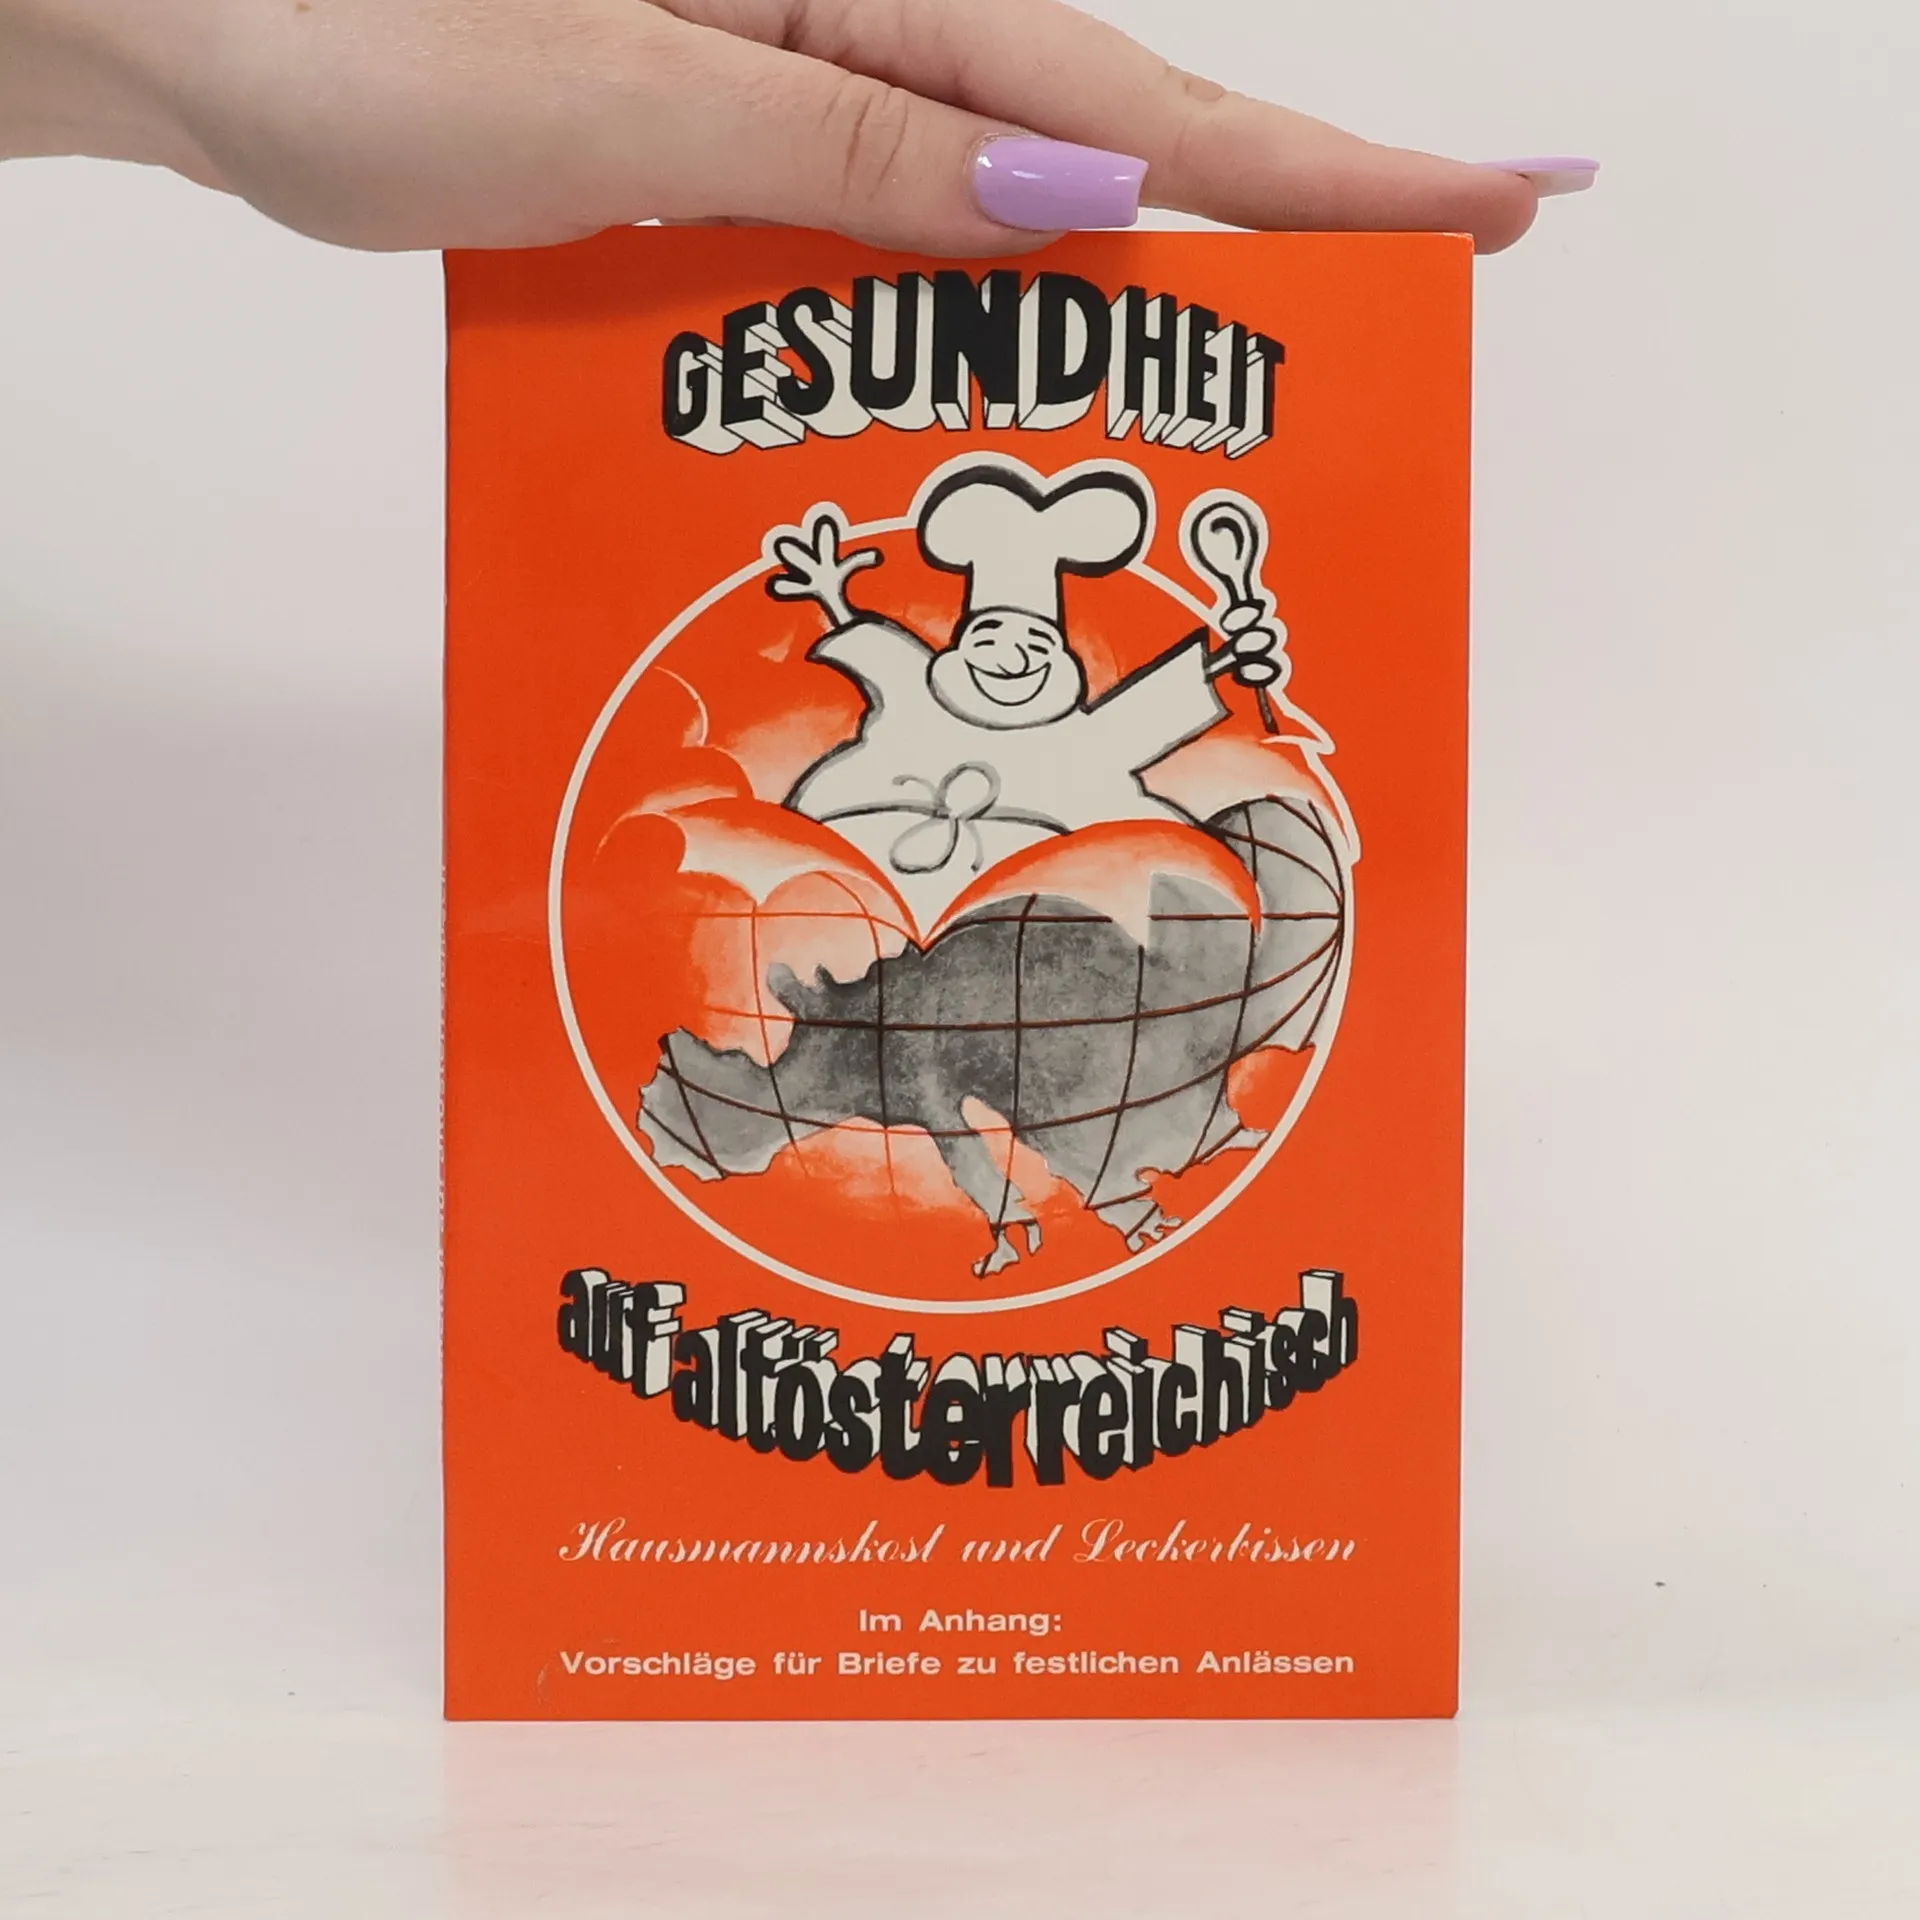 GESUNDHEIT
auf altösterreichisch
Hausmannskost und Leckerbissen
Im Anhang:
Vorschläge für Briefe zu festlichen Anlässen